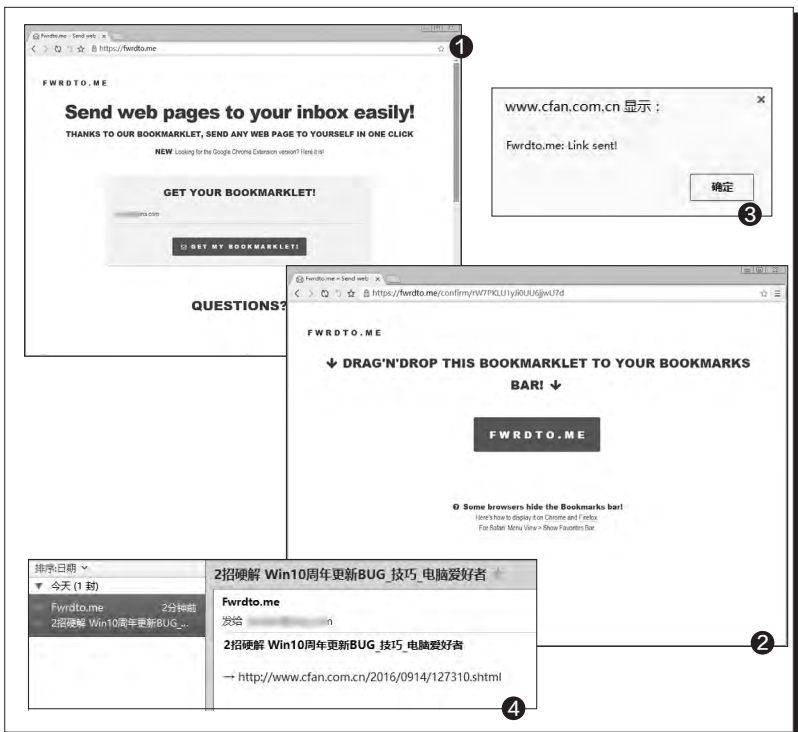 Fwrdto.me - Send web
https://fwrdto.me
1
FWRDTO.ME
Send web pages to your inbox easily!
THANKS TO OUR BOOKMARKLET, SEND ANY WEB PAGE TO YOURSELF IN ONE CLICK
NEW: Looking for the Google Chrome Extension version? Here it is!
GET YOUR BOOKMARKLET!
GET MY BOOKMARKLET!
QUESTIONS?
www.cfan.com.cn 显示：
Fwrdto.me: Link sent!
确定
3
Fwrdto.me - Send web
FWRDTO.ME
DRAG'N'DROP THIS BOOKMARKLET TO YOUR BOOKMARKS
BAR!
FWRDTO.ME
Some browsers hide the Bookmarks bar!
Here's how to display it on Chrome and Firefox.
For Safari: Menu View > Show Favorites Bar
2
排序:日期
今天 (1 封)
Fwrdto.me 2分钟前
2招硬解 Win10周年更新BUG_...
2招硬解 Win10周年更新BUG_技巧_电脑爱好者
Fwrdto.me
发给
2招硬解 Win10周年更新BUG_技巧_电脑爱好者
→ http://www.cfan.com.cn/2016/0914/127310.shtml
4